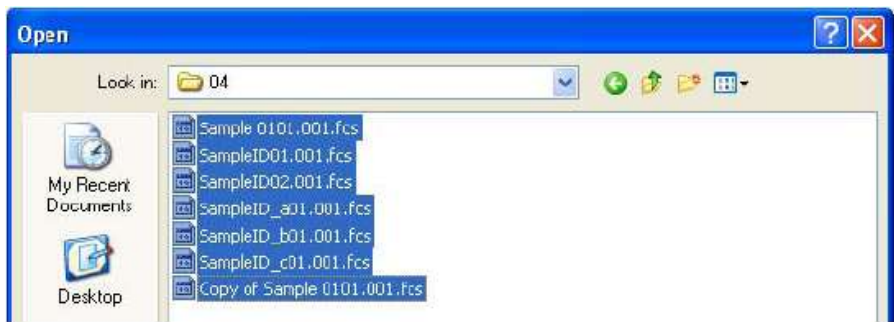 Open
Look in: 04
Sample 0101.001.fcs
SampleID01.001.fcs
SampleID02.001.fcs
SampleID_a01.001.fcs
SampleID_b01.001.fcs
SampleID_c01.001.fcs
Copy of Sample 0101.001.fcs
My Recent
Documents
Desktop